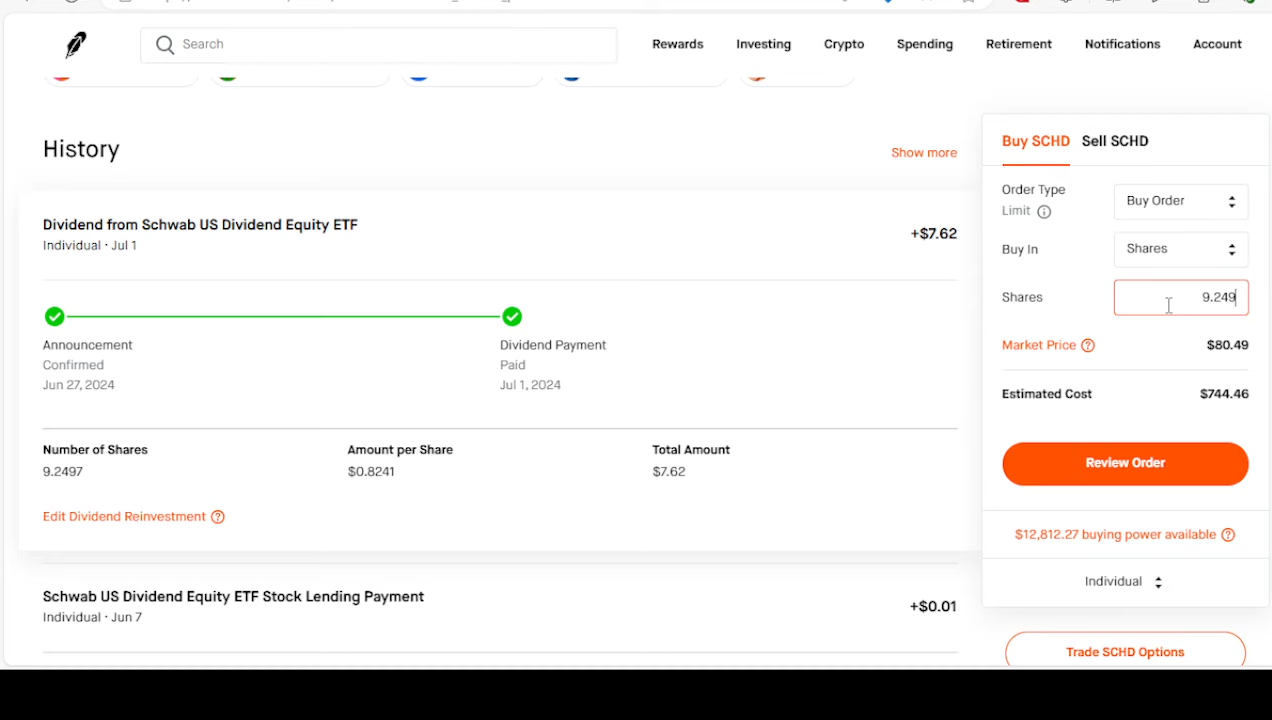 Search
Rewards
Investing
Crypto
Spending
Retirement
Notifications
Account
History
Show more
Dividend from Schwab US Dividend Equity ETF
Individual · Jul 1
+$7.62
Announcement
Confirmed
Jun 27, 2024
Dividend Payment
Paid
Jul 1, 2024
Number of Shares
9.2497
Amount per Share
$0.8241
Total Amount
$7.62
Edit Dividend Reinvestment ?
Schwab US Dividend Equity ETF Stock Lending Payment
Individual · Jun 7
+$0.01
Buy SCHD
Sell SCHD
Order Type
Limit
Buy Order
Buy In
Shares
Shares
9.249
Market Price ?
$80.49
Estimated Cost
$744.46
Review Order
$12,812.27 buying power available ?
Individual
Trade SCHD Options